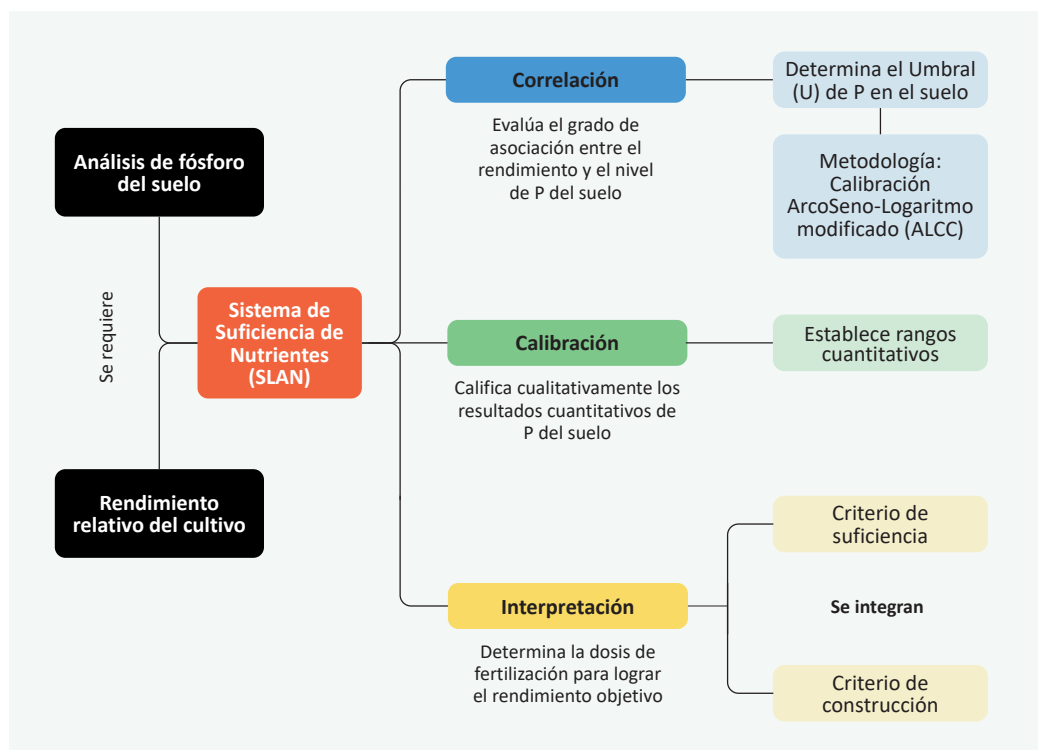 Análisis de fósforo
del suelo
Se requiere
Rendimiento
relativo del cultivo
Sistema de
Suficiencia de
Nutrientes
(SLAN)
Correlación
Evalúa el grado de
asociación entre el
rendimiento y el nivel
de P del suelo
Determina el Umbral
(U) de P en el suelo
Metodología:
Calibración
ArcoSeno-Logaritmo
modificado (ALCC)
Calibración
Califica cualitativamente los
resultados cuantitativos de
P del suelo
Establece rangos
cuantitativos
Interpretación
Determina la dosis de
fertilización para lograr
el rendimiento objetivo
Criterio de
suficiencia
Se integran
Criterio de
construcción